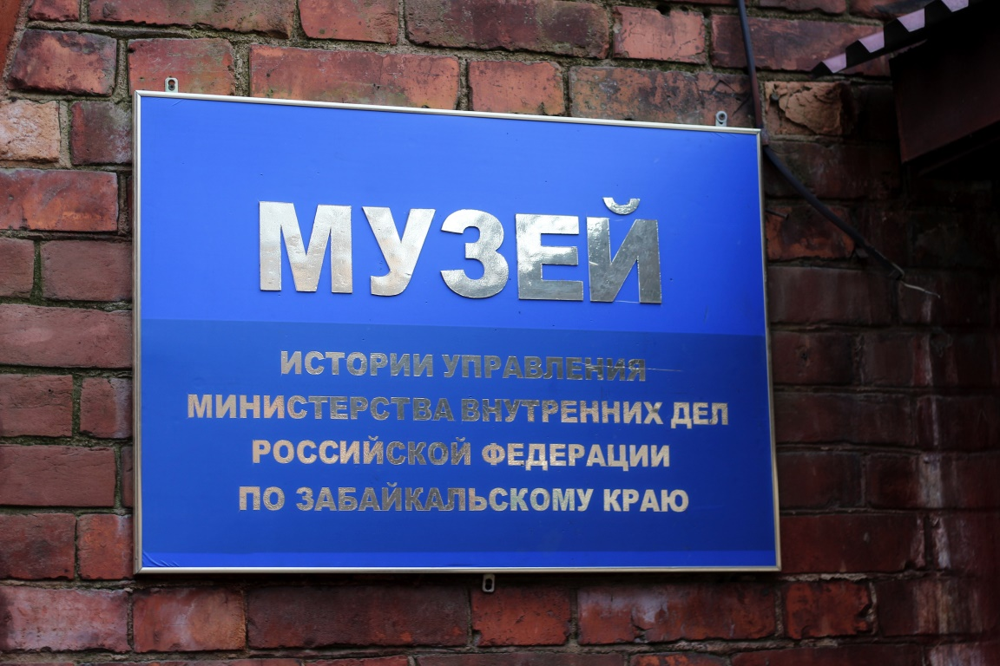 МУЗЕЙ
ИСТОРИИ УПРАВЛЕНИЯ
МИНИСТЕРСТВА ВНУТРЕННИХ ДЕЛ
РОССИЙСКОЙ ФЕДЕРАЦИИ
ПО ЗАБАЙКАЛЬСКОМУ КРАЮ